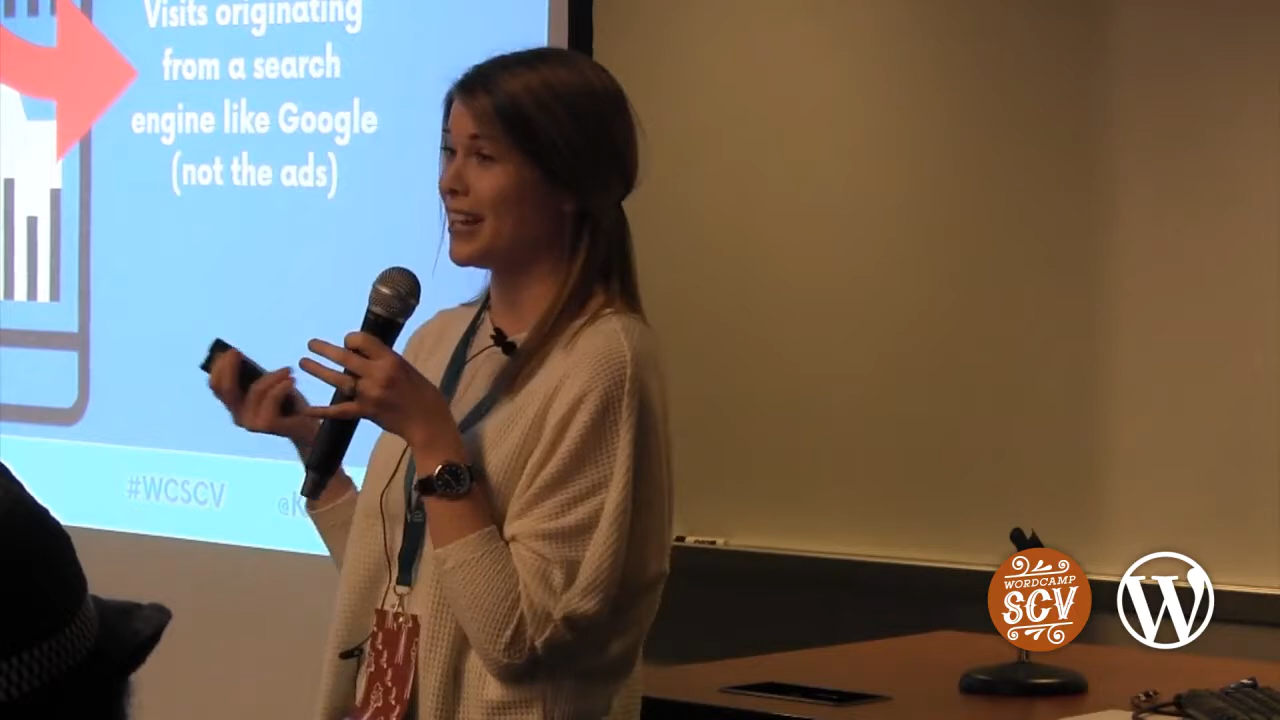 Visits originating
from a search
engine like Google
(not the ads)
#WCSCV
WORDCAMP
SCV
W